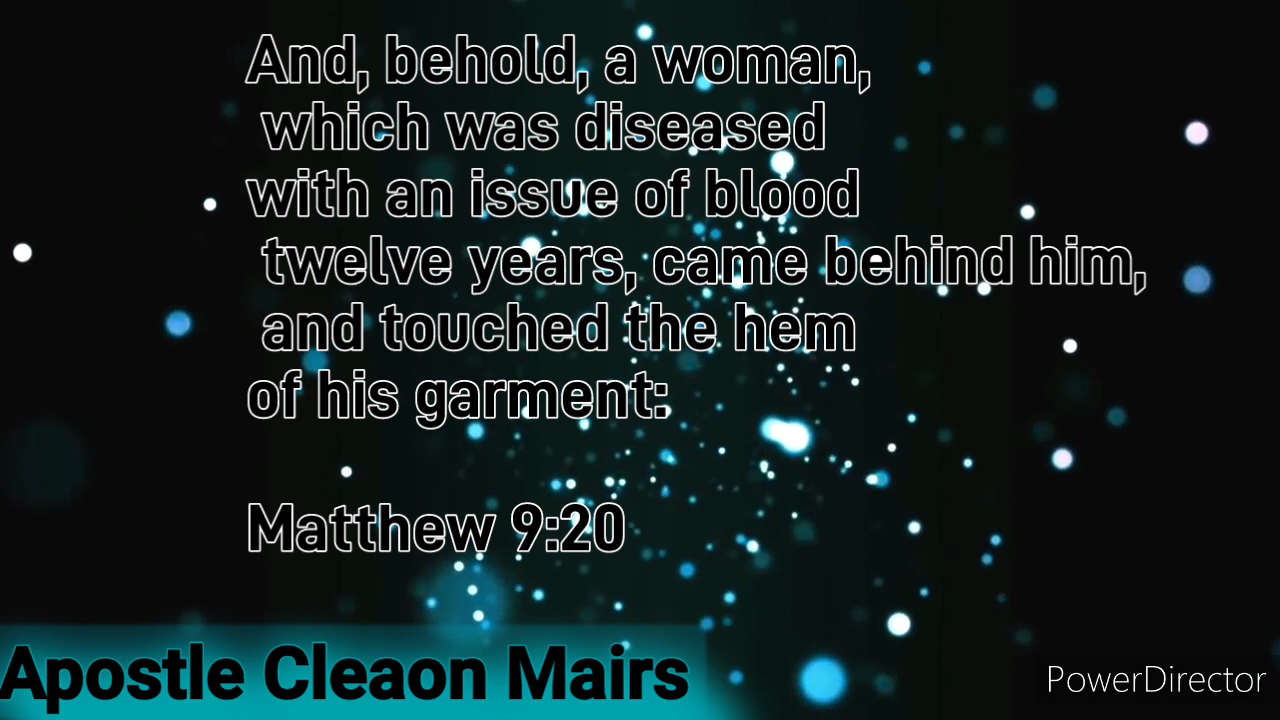 And, behold, a woman,
which was diseased
with an issue of blood
twelve years, came behind him,
and touched the hem
of his garment:
Matthew 9:20
Apostle Cleaon Mairs
PowerDirector